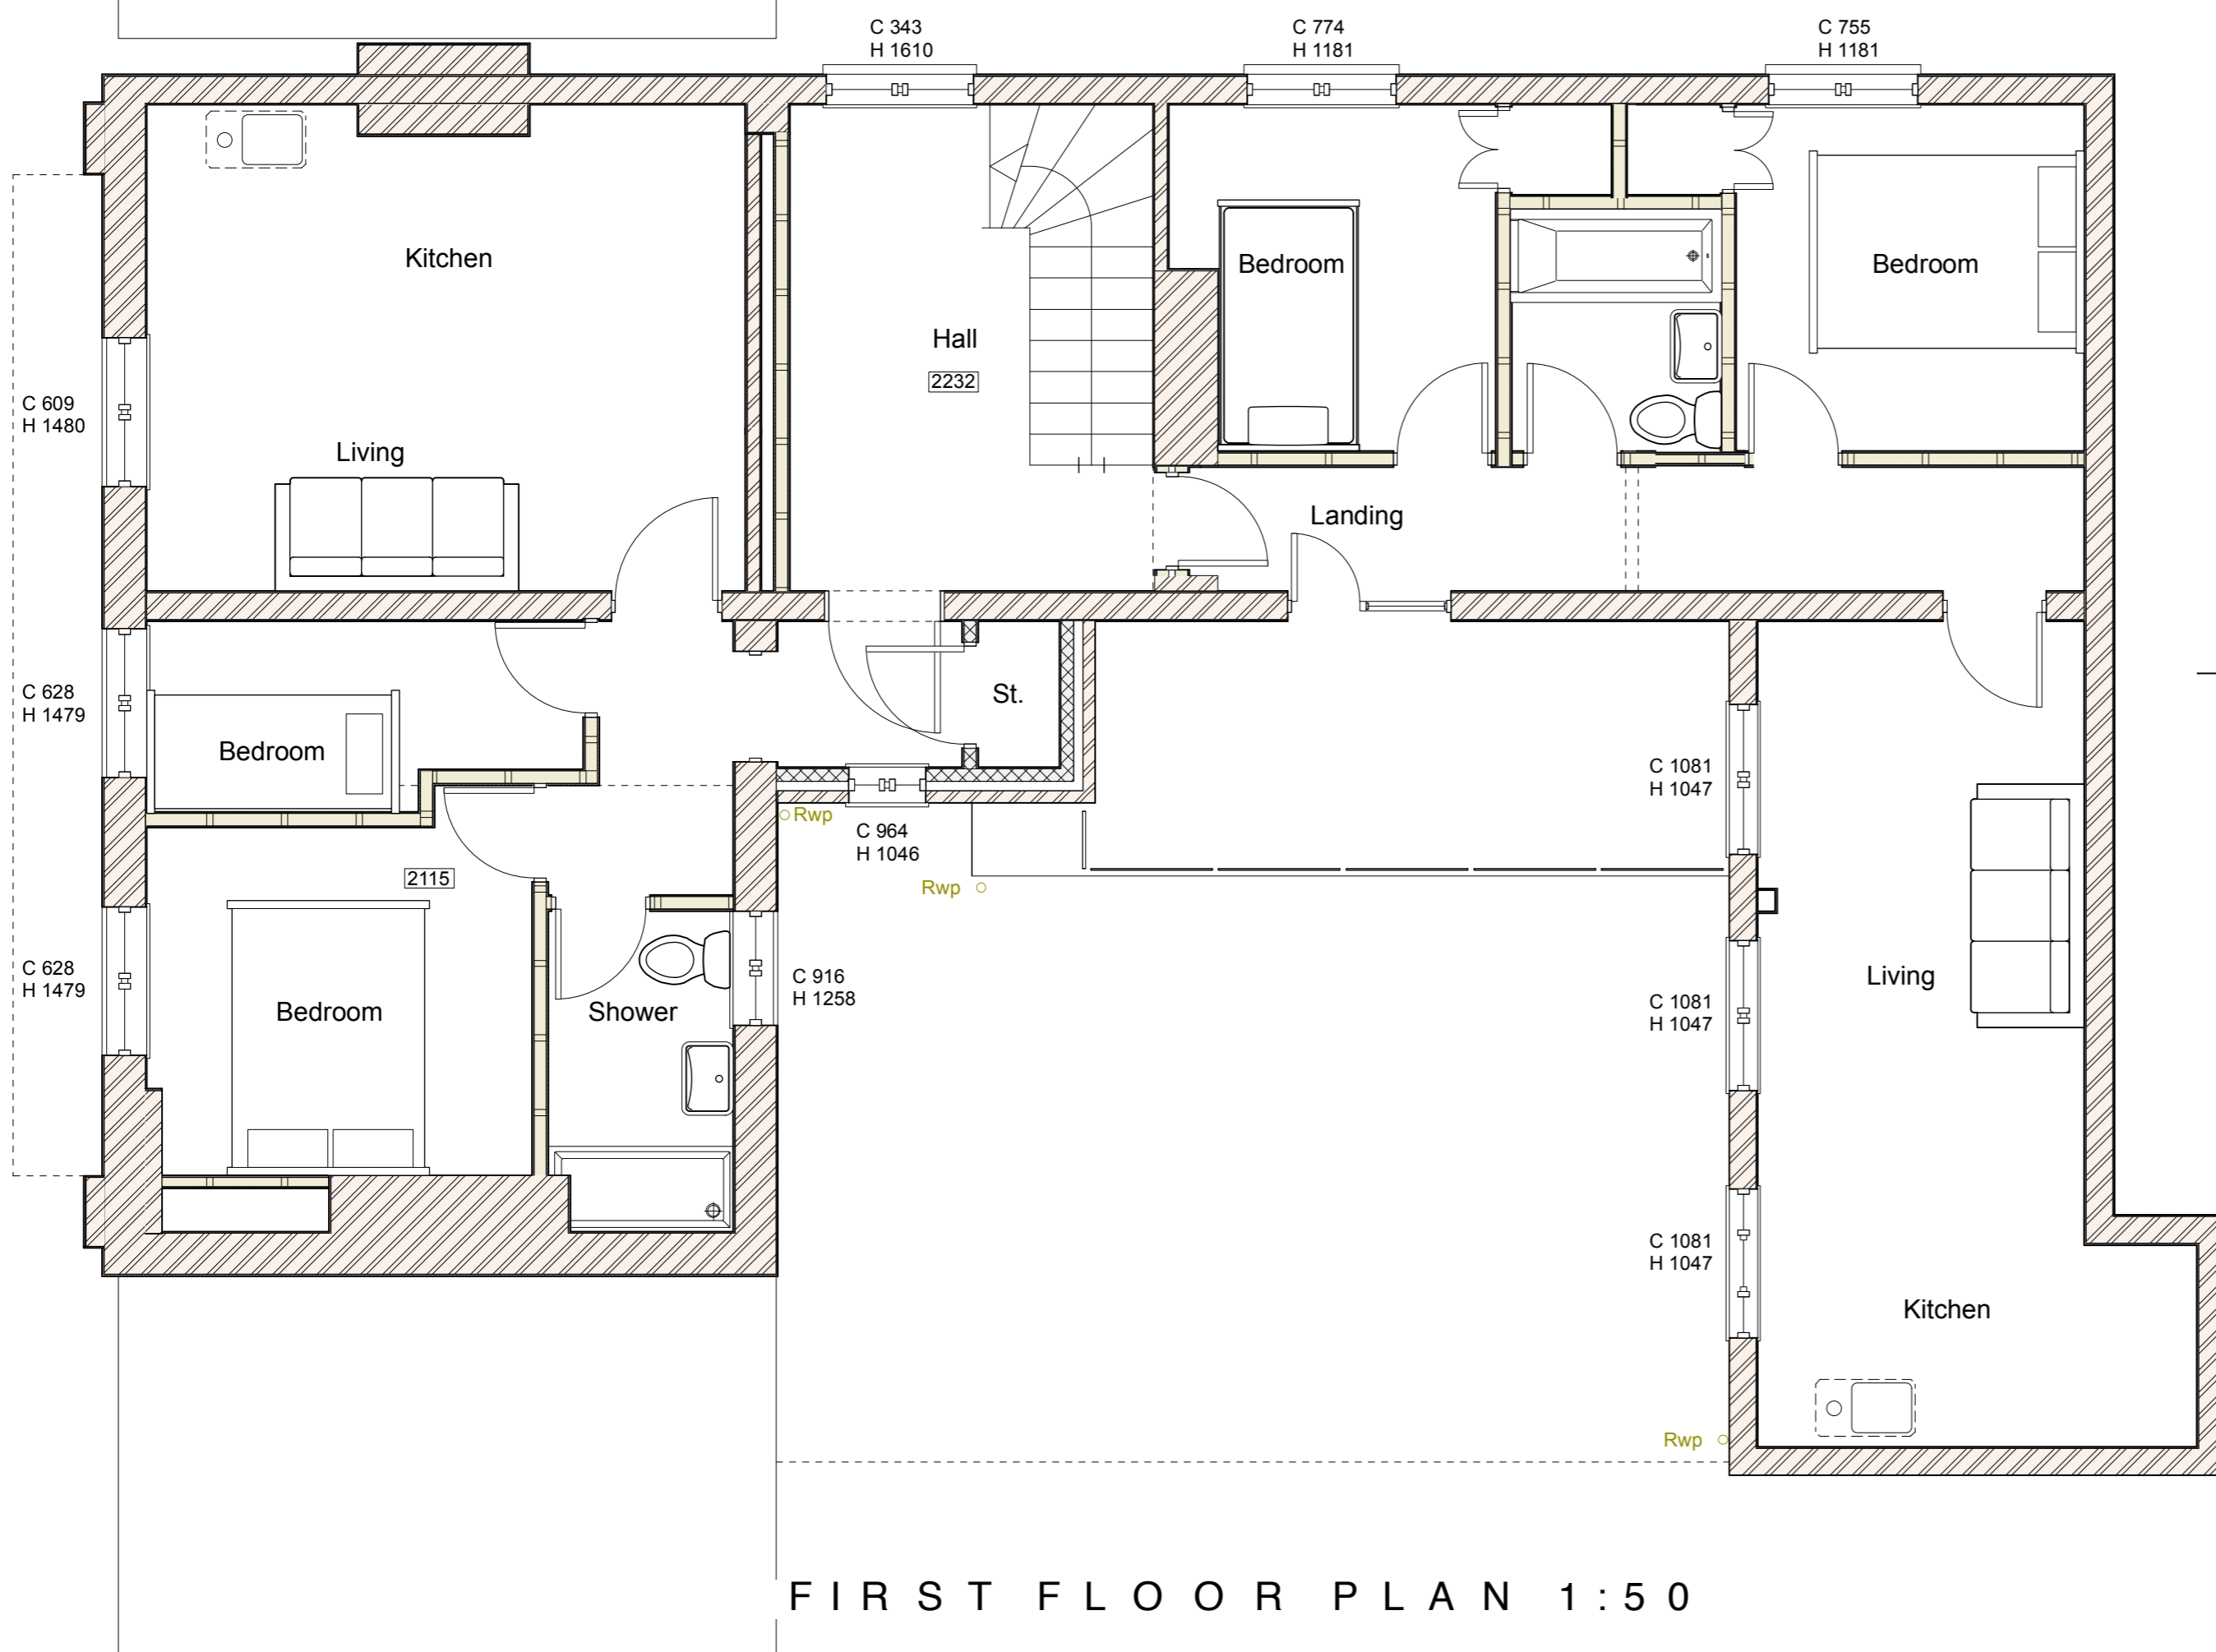 C 343
H 1610
C 774
H 1181
C 755
H 1181
Kitchen
Bedroom
Bedroom
Hall
2232
C 609
H 1480
Living
Landing
C 628
H 1479
Bedroom
St.
C 1081
H 1047
Rwp
C 964
H 1046
2115
Rwp
C 628
H 1479
Bedroom
Shower
C 916
H 1258
C 1081
H 1047
Living
C 1081
H 1047
Kitchen
Rwp
FIRST FLOOR PLAN 1:50